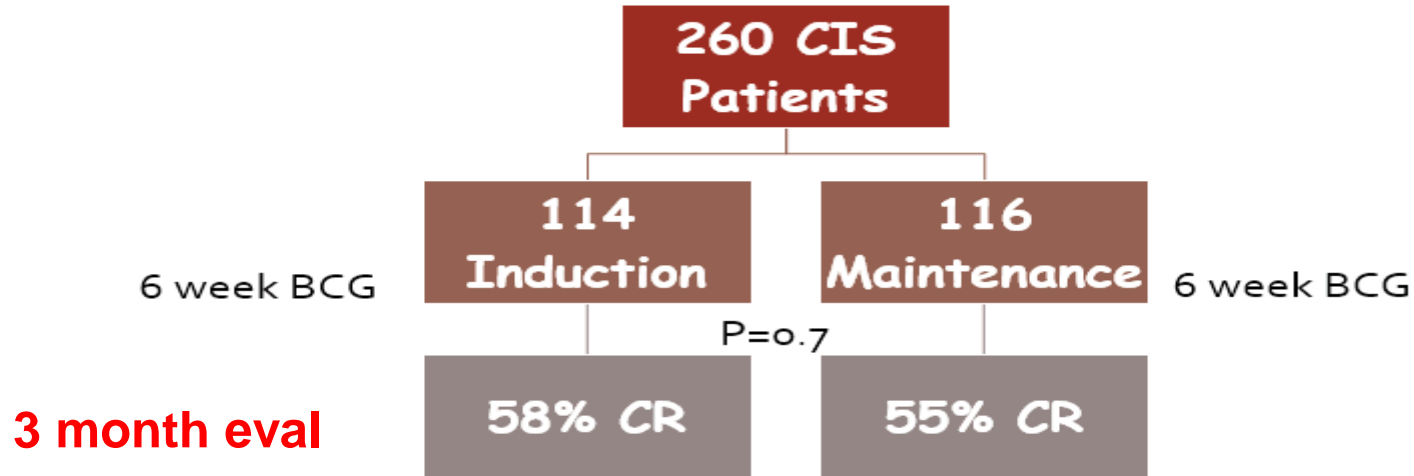 260 CIS
Patients
114
Induction
116
Maintenance
6 week BCG
6 week BCG
P=0.7
3 month eval
58% CR
55% CR